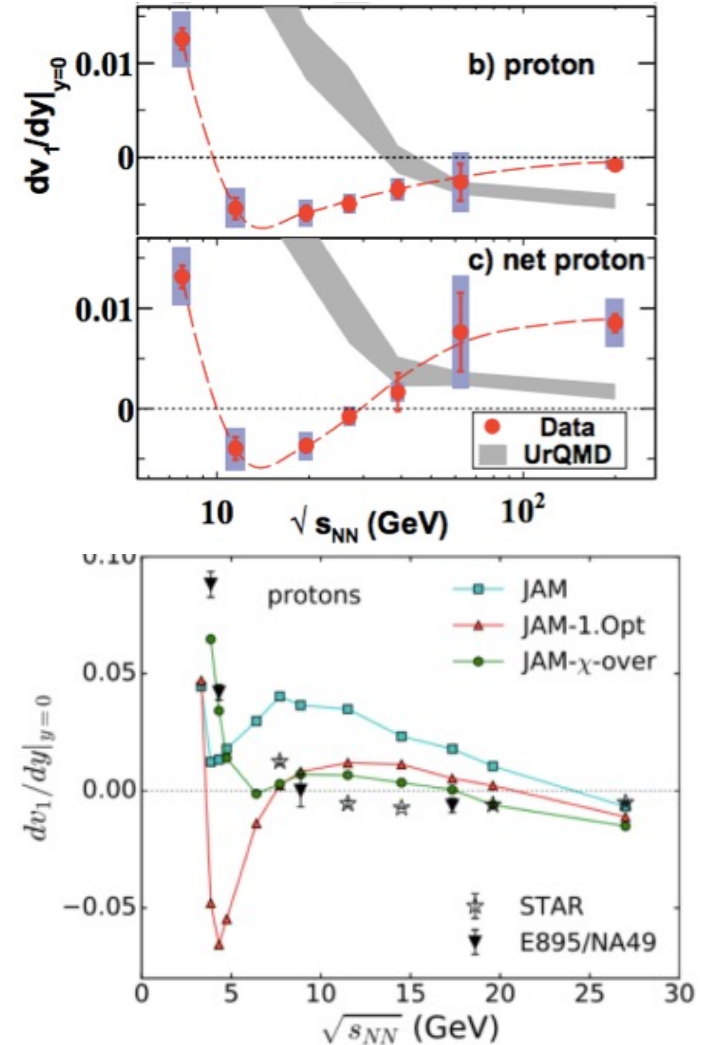 b) proton
dv₁/dy|y=0
0.01
0
c) net proton
0.01
0
Data
UrQMD
10
10²
√ sNN (GeV)
0.10
protons
JAM
JAM-1.Opt
JAM-χ-over
0.05
dv₁/dy|y=0
0.00
−0.05
STAR
E895/NA49
0 5 10 15 20 25 30
√sNN (GeV)